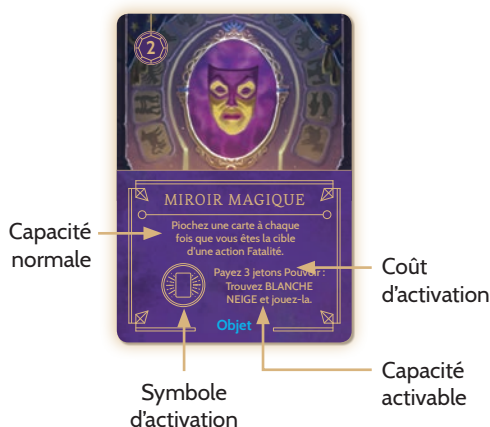 2
MIROIR MAGIQUE
Piochez une carte à chaque
fois que vous êtes la cible
d'une action Fatalité.
Payez 3 jetons Pouvoir :
Trouvez BLANCHE
NEIGE et jouez-la.
Objet
Capacité
normale
Coût
d'activation
Capacité
activable
Symbole
d'activation